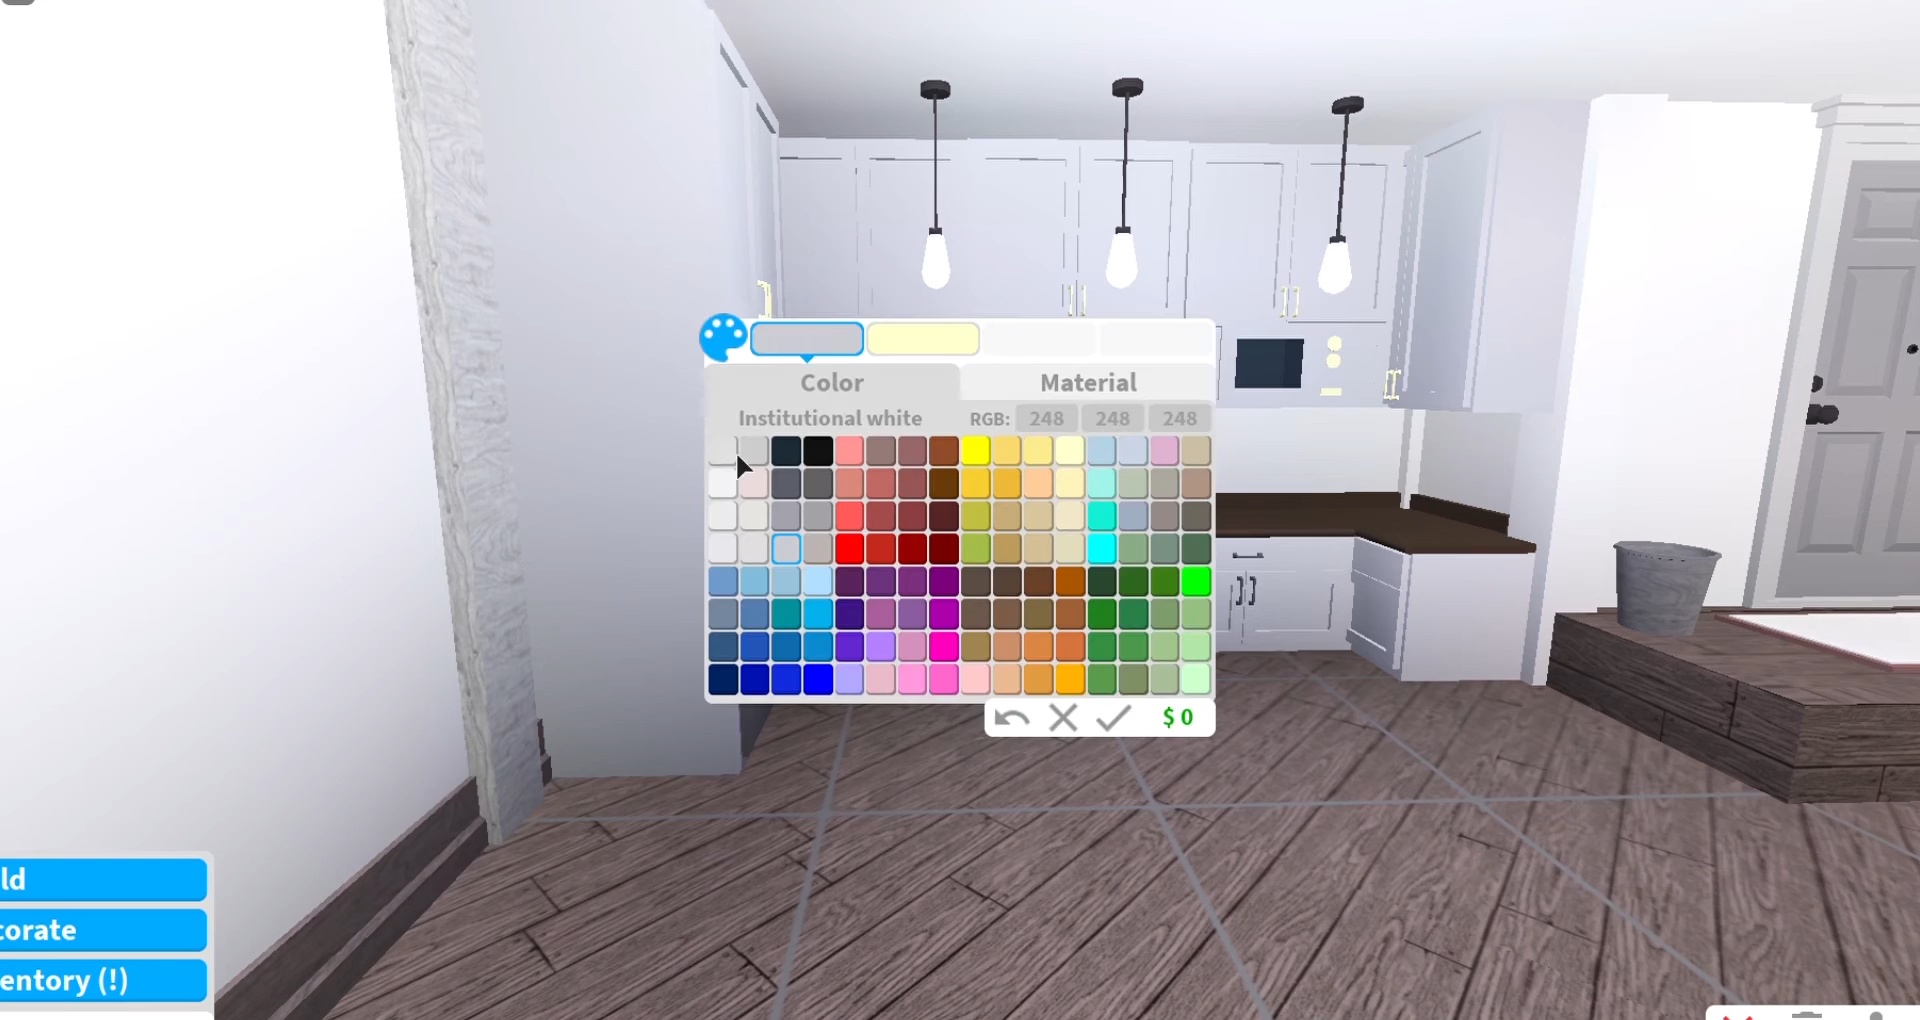 Color
Material
Institutional white
RGB: 248 248 248
$ 0
ld
corate
entory (!)